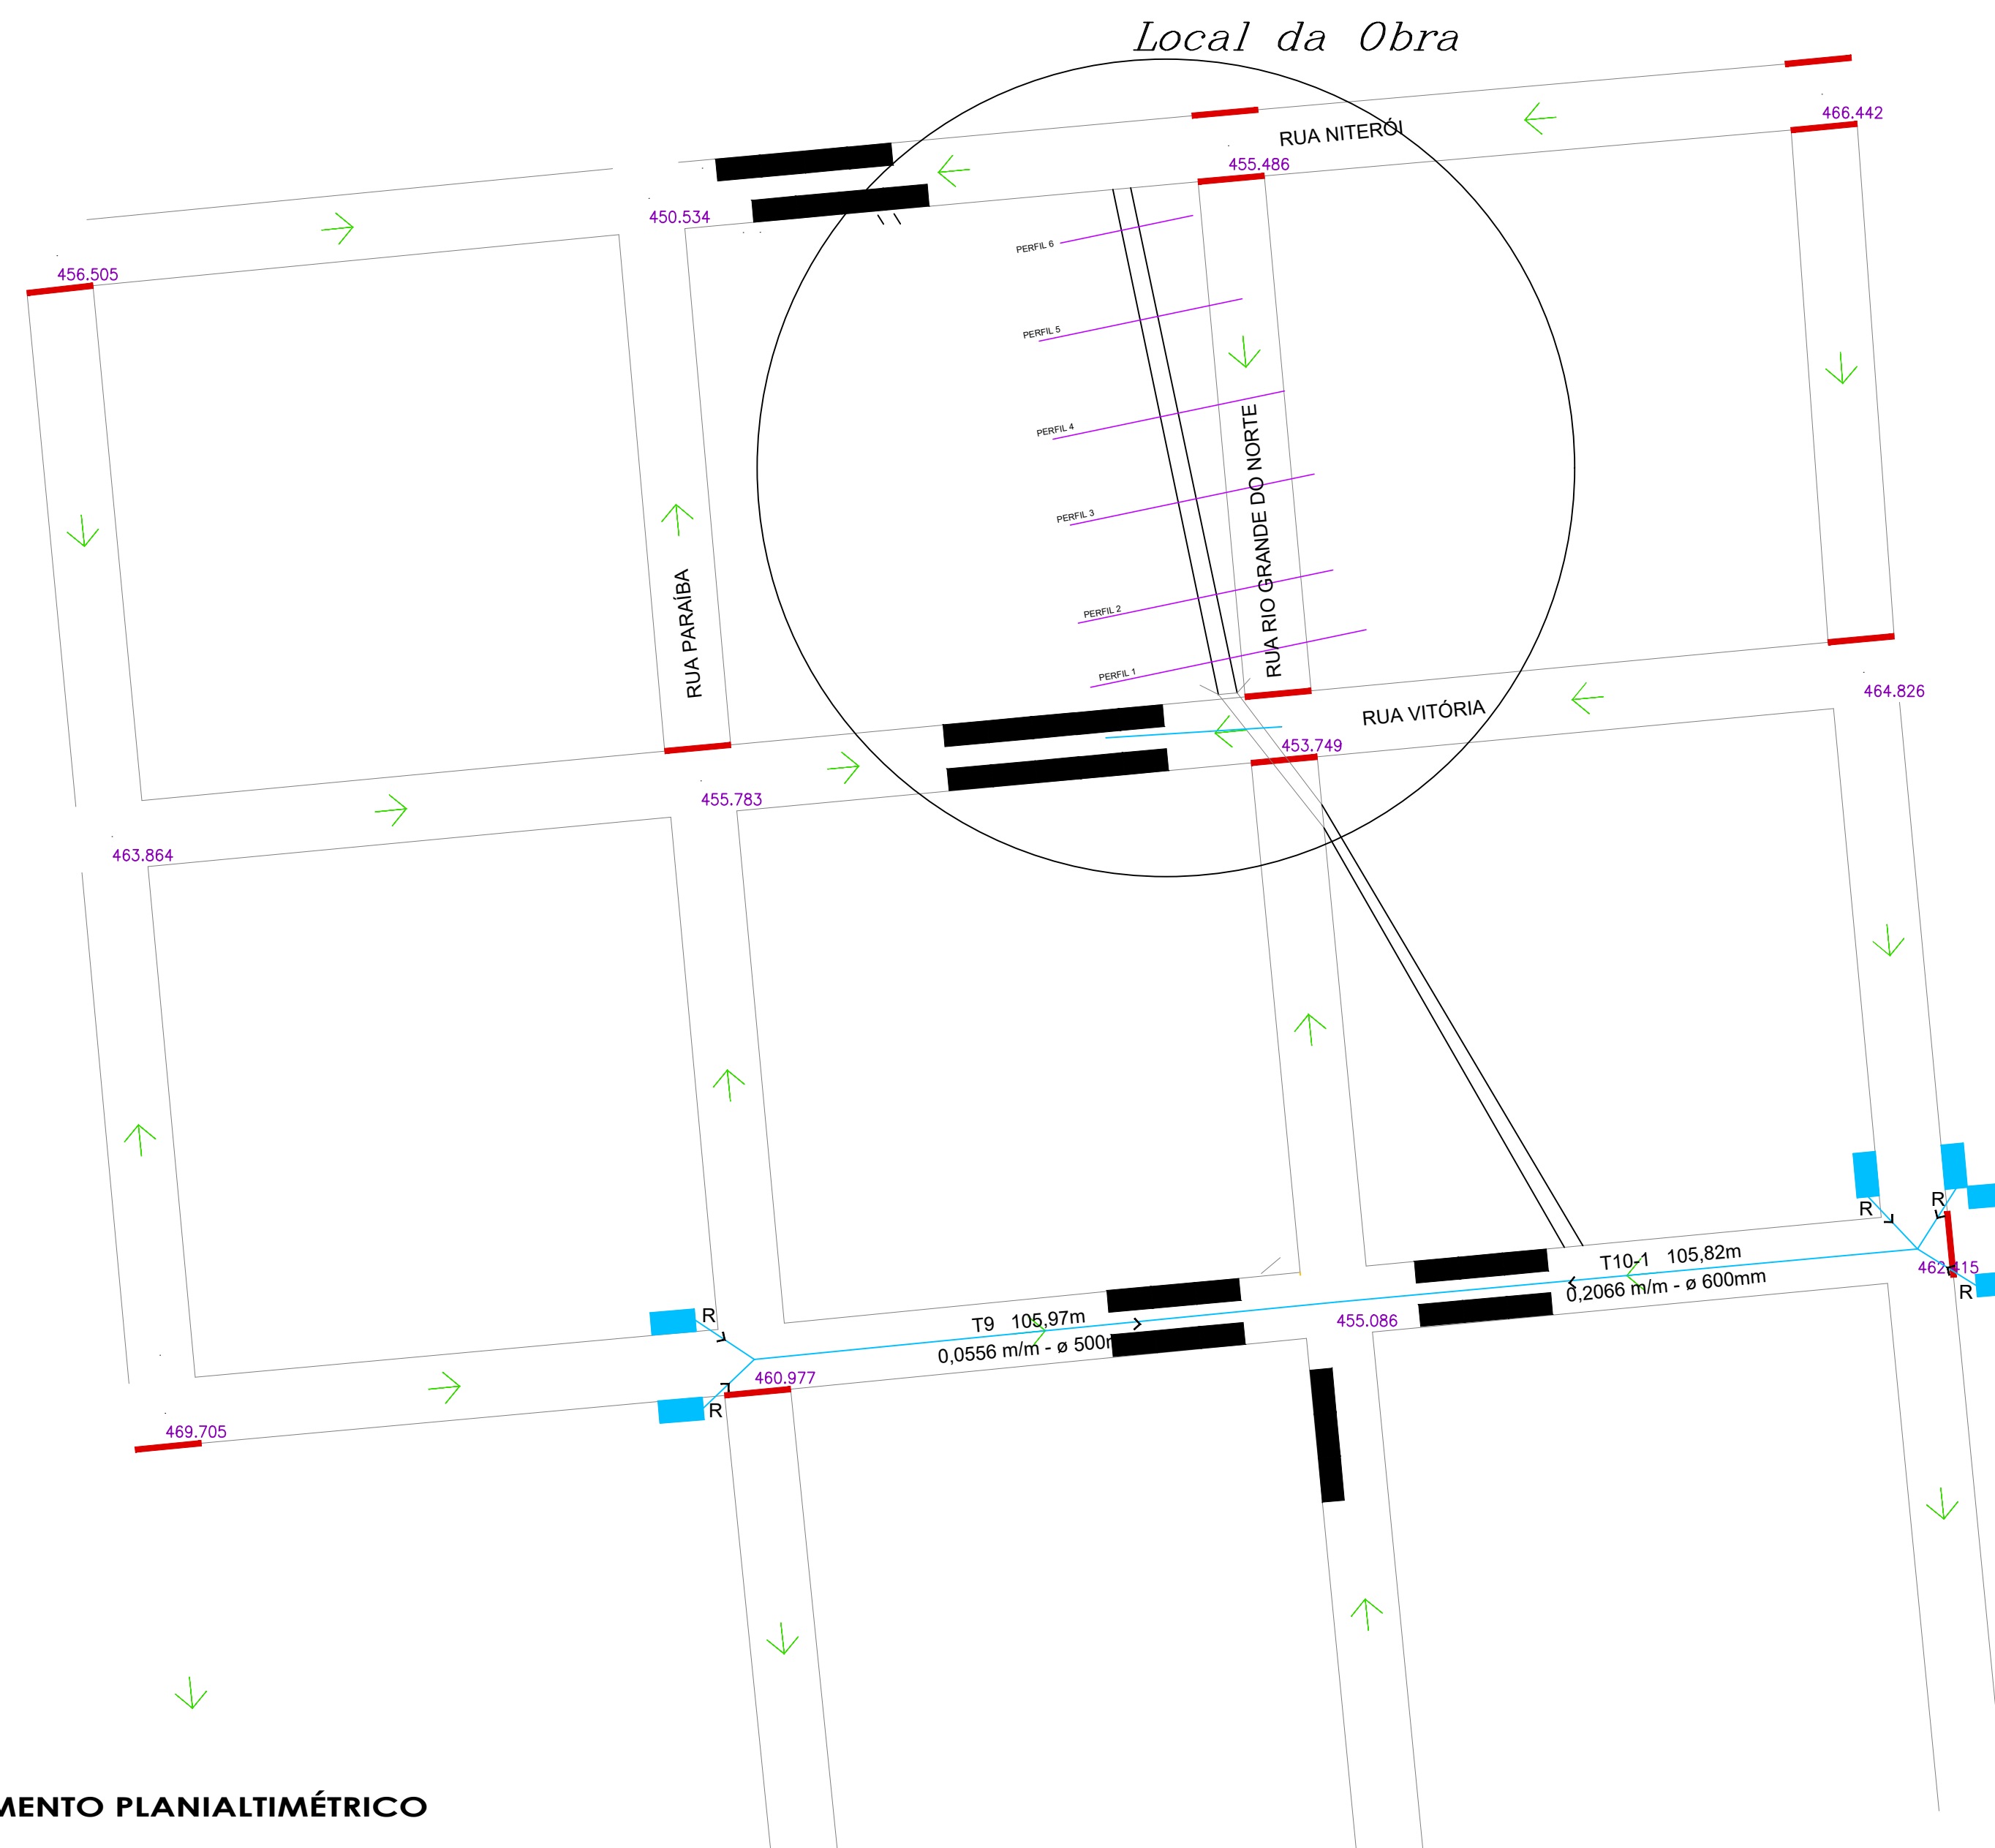 Local da Obra
466.442
RUA NITERÓI
455.486
450.534
PERFIL 6
456.505
PERFIL 5
PERFIL 4
RUA RIO GRANDE DO NORTE
PERFIL 3
RUA PARAÍBA
PERFIL 2
PERFIL 1
464.826
RUA VITÓRIA
453.749
455.783
463.864
R
R
T10-1 105,82m
462.415
0,2066 m/m - ø 600mm
R
R
T9 105,97m
455.086
0,0556 m/m - ø 500m
460.977
R
469.705
MENTO PLANIALTIMÉTRICO